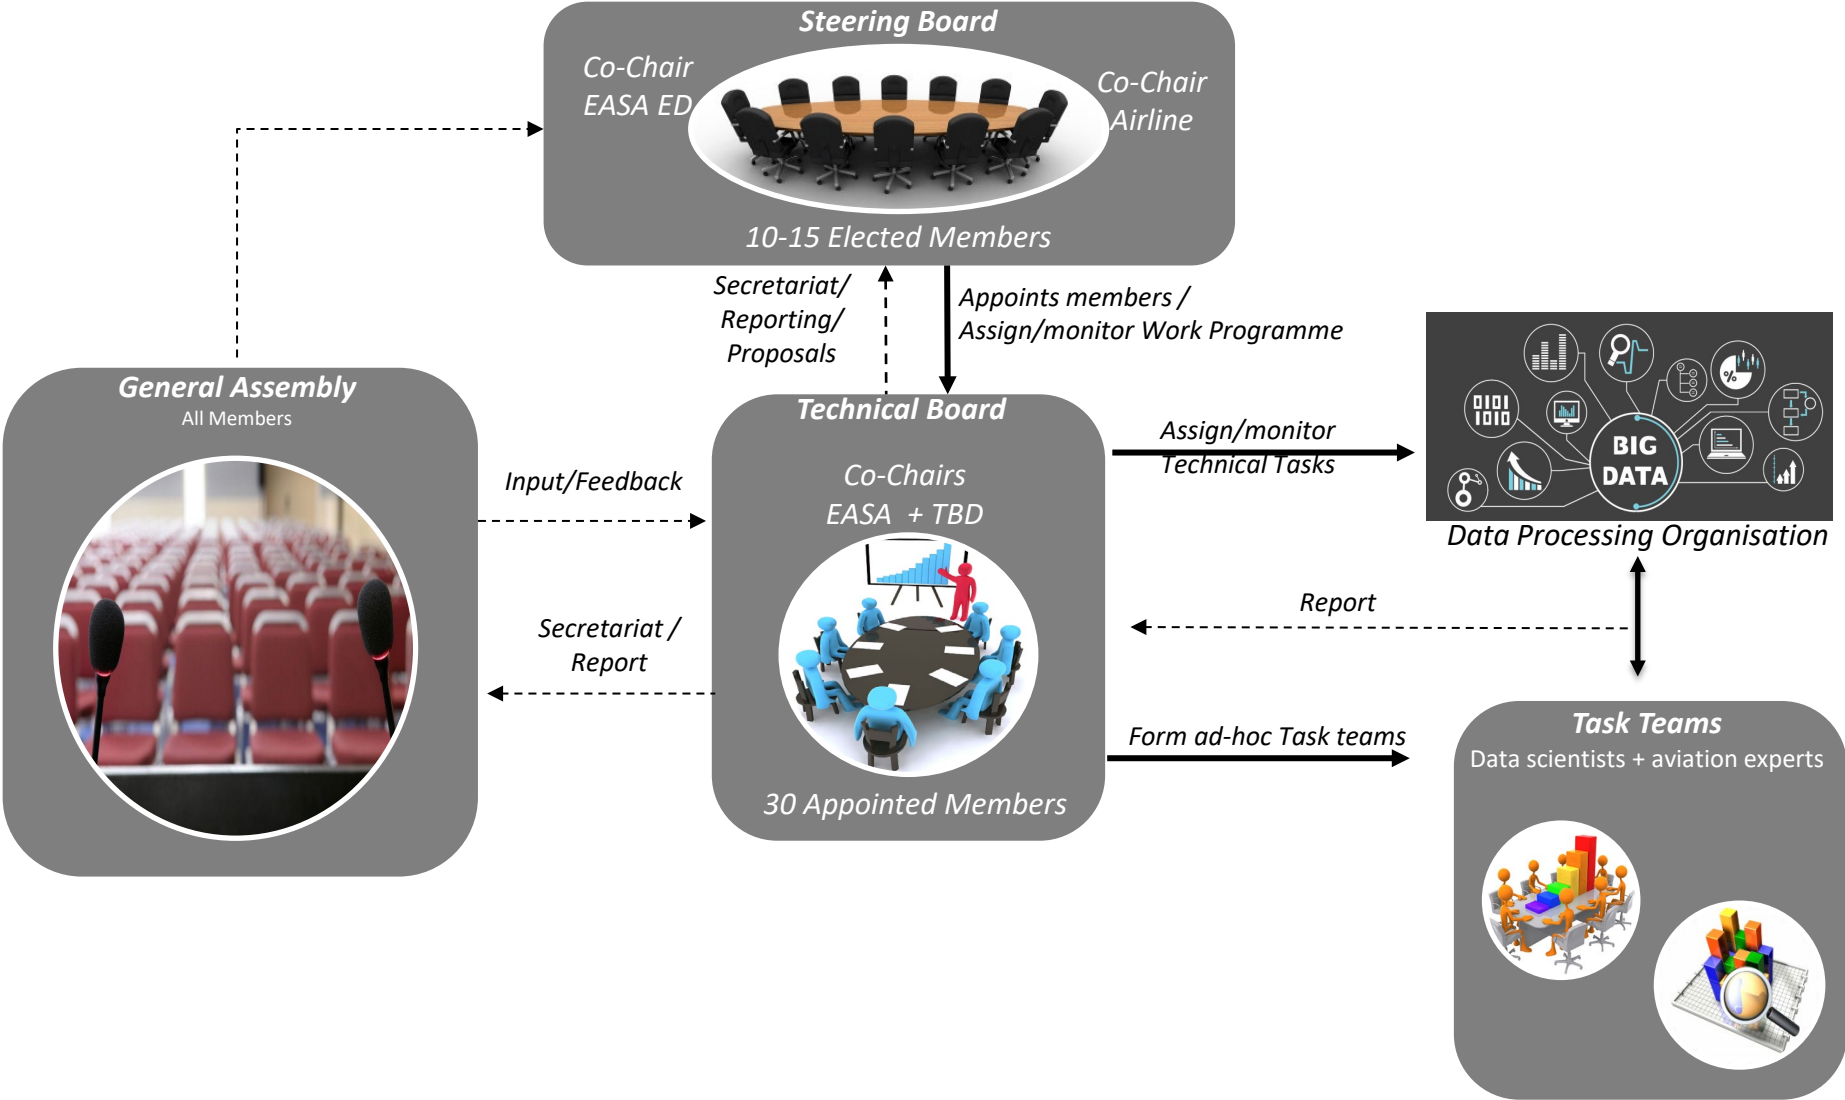 Steering Board
Co-Chair
EASA ED
Co-Chair
Airline
10-15 Elected Members
Secretariat/
Reporting/
Proposals
Appoints members /
Assign/monitor Work Programme
General Assembly
All Members
Input/Feedback
Secretariat /
Report
Technical Board
Co-Chairs
EASA + TBD
30 Appointed Members
Assign/monitor
Technical Tasks
0101
1010
%
BIG
DATA
Data Processing Organisation
Report
Form ad-hoc Task teams
Task Teams
Data scientists + aviation experts